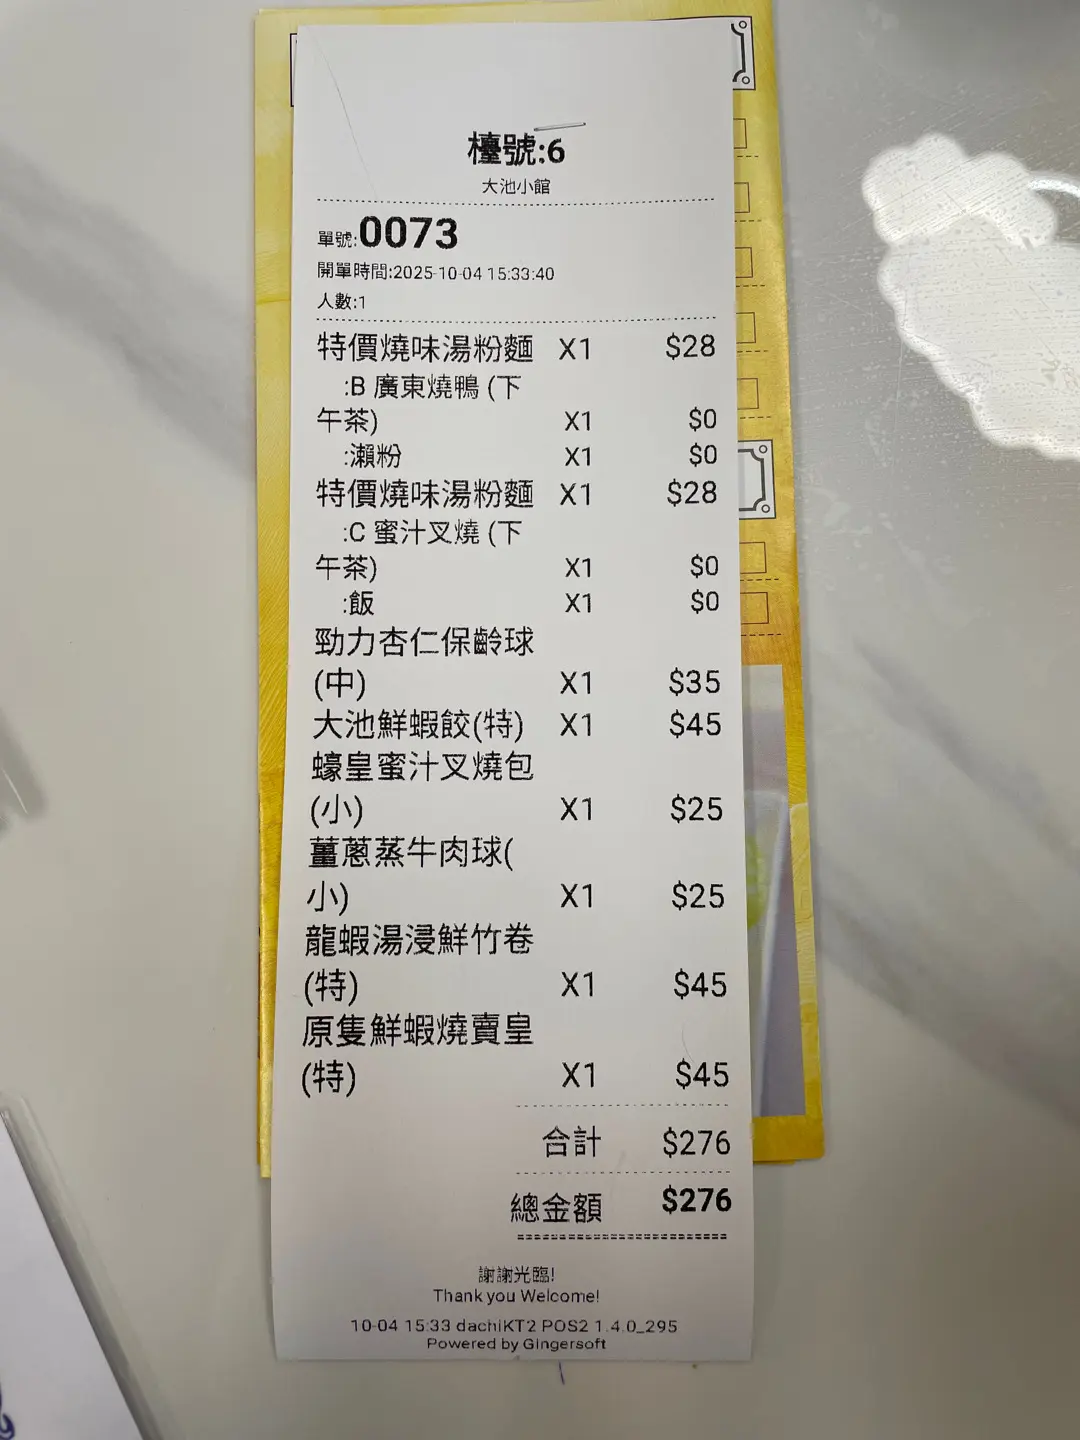 檯號:6
大池小館
單號:0073
開單時間:2025-10-04 15:33:40
人數:1
特價燒味湯粉麵 X1 $28
:B 廣東燒鴨 (下
午茶) X1 $0
:瀨粉 X1 $0
特價燒味湯粉麵 X1 $28
:C 蜜汁叉燒 (下
午茶) X1 $0
:飯 X1 $0
勁力杏仁保齡球
(中) X1 $35
大池鮮蝦餃(特) X1 $45
蠔皇蜜汁叉燒包
(小) X1 $25
薑蔥蒸牛肉球(
小) X1 $25
龍蝦湯浸鮮竹卷
(特) X1 $45
原隻鮮蝦燒賣皇
(特) X1 $45
合計 $276
總金額 $276
謝謝光臨!
Thank you Welcome!
10-04 15:33 dachiKT2 POS2 1.4.0_295
Powered by Gingersoft